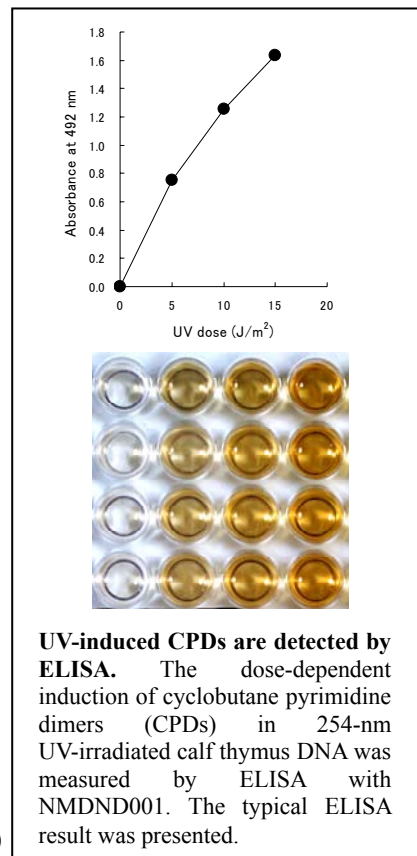 1.8
1.6
1.4
1.2
1.0
0.8
0.6
0.4
0.2
0.0
Absorbance at 492 nm
0 5 10 15 20
UV dose (J/m²)
UV-induced CPDs are detected by
ELISA. The dose-dependent
induction of cyclobutane pyrimidine
dimers (CPDs) in 254-nm
UV-irradiated calf thymus DNA was
measured by ELISA with
NMDND001. The typical ELISA
result was presented.
)